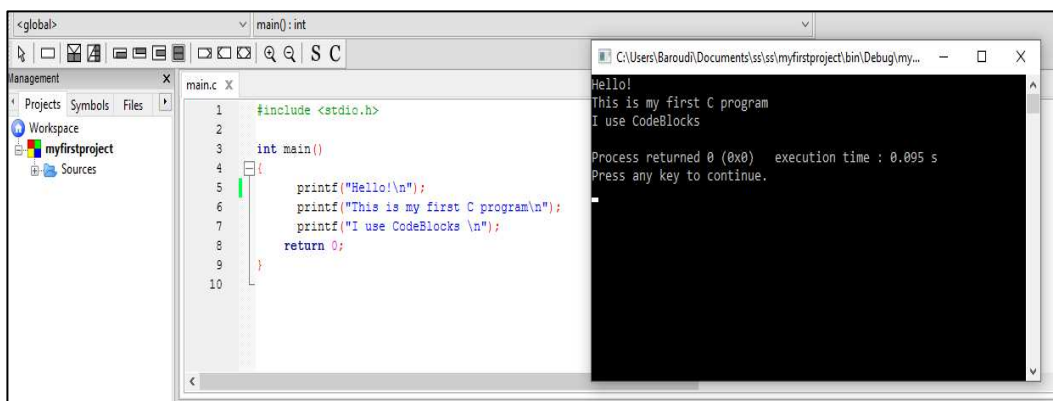 <global>
main() : int
S C
Management X
Projects Symbols Files
Workspace
myfirstproject
Sources
main.c X
1 #include <stdio.h>
2
3 int main()
4 {
5 printf("Hello!\n");
6 printf("This is my first C program\n");
7 printf("I use CodeBlocks \n");
8 return 0;
9 }
10
C:\Users\Baroudi\Documents\ss\ss\myfirstproject\bin\Debug\my...
Hello!
This is my first C program
I use CodeBlocks
Process returned 0 (0x0) execution time : 0.095 s
Press any key to continue.